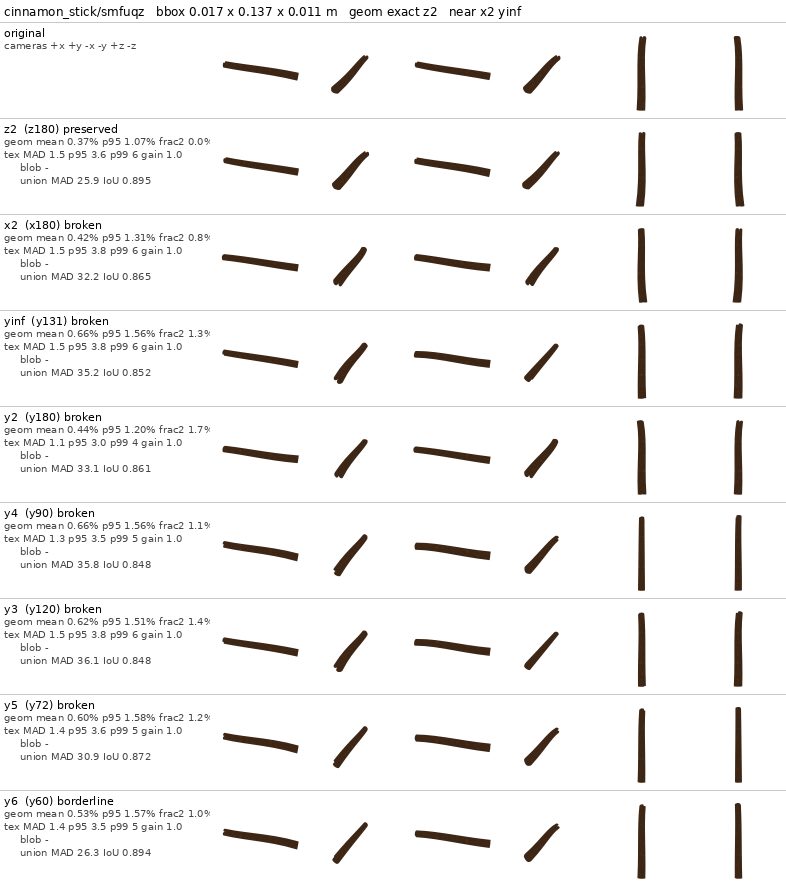 cinnamon_stick/smfuqz bbox 0.017 x 0.137 x 0.011 m geom exact z2 near x2 yinf
original
cameras +x +y -x -y +z -z
z2 (z180) preserved
geom mean 0.37% p95 1.07% frac2 0.0%
tex MAD 1.5 p95 3.6 p99 6 gain 1.0
blob -
union MAD 25.9 IoU 0.895
x2 (x180) broken
geom mean 0.42% p95 1.31% frac2 0.8%
tex MAD 1.5 p95 3.8 p99 6 gain 1.0
blob -
union MAD 32.2 IoU 0.865
yinf (y131) broken
geom mean 0.66% p95 1.56% frac2 1.3%
tex MAD 1.5 p95 3.8 p99 6 gain 1.0
blob -
union MAD 35.2 IoU 0.852
y2 (y180) broken
geom mean 0.44% p95 1.20% frac2 1.7%
tex MAD 1.1 p95 3.0 p99 4 gain 1.0
blob -
union MAD 33.1 IoU 0.861
y4 (y90) broken
geom mean 0.66% p95 1.56% frac2 1.1%
tex MAD 1.3 p95 3.5 p99 5 gain 1.0
blob -
union MAD 35.8 IoU 0.848
y3 (y120) broken
geom mean 0.62% p95 1.51% frac2 1.4%
tex MAD 1.5 p95 3.8 p99 6 gain 1.0
blob -
union MAD 36.1 IoU 0.848
y5 (y72) broken
geom mean 0.60% p95 1.58% frac2 1.2%
tex MAD 1.4 p95 3.6 p99 5 gain 1.0
blob -
union MAD 30.9 IoU 0.872
y6 (y60) borderline
geom mean 0.53% p95 1.57% frac2 1.0%
tex MAD 1.4 p95 3.5 p99 5 gain 1.0
blob -
union MAD 26.3 IoU 0.894